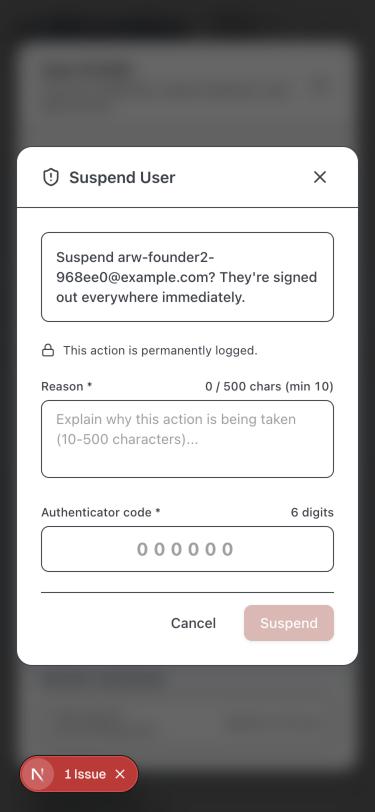 Suspend User
Suspend arw-founder2-
968ee0@example.com? They're signed
out everywhere immediately.
This action is permanently logged.
Reason *
0 / 500 chars (min 10)
Explain why this action is being taken
(10-500 characters)...
Authenticator code *
6 digits
000000
Cancel
Suspend
N
1 Issue